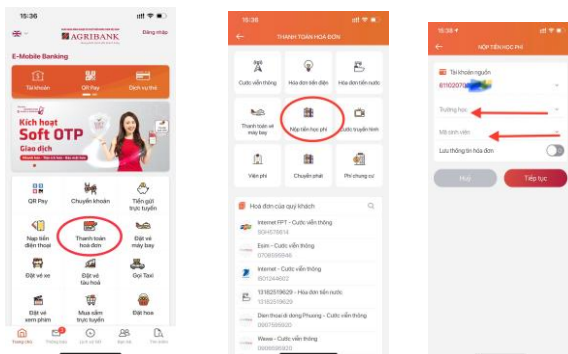 15:36
AGRIBANK
Đăng nhập
E-Mobile Banking
Tài khoản
QR Pay
Dịch vụ thẻ
Kích hoạt
Soft OTP
Giao dịch
QR Pay
Chuyển khoản
Tiền gửi
trực tuyến
Nạp tiền
điện thoại
Thanh toán
hoá đơn
Đặt vé
máy bay
Đặt vé xe
Đặt vé
tàu hoả
Gọi Taxi
Đặt vé
xem phim
Mua sắm
trực tuyến
Đặt hoa
15:36
THANH TOÁN HOÁ ĐƠN
Cước viễn thông
Hóa đơn tiền điện
Hóa đơn tiền nước
Thanh toán vé
máy bay
Nộp tiền học phí
Cước truyền hình
Viện phí
Chuyển phát
Phí chung cư
Hoá đơn của quý khách
Internet FPT - Cước viễn thông
Esim - Cước viễn thông
Internet - Cước viễn thông
13182519629 - Hóa đơn tiền nước
13182519629
Dien thoai di dong Phuong - Cước viễn thông
Wewe - Cước viễn thông
15:38
NỘP TIỀN HỌC PHÍ
Tài khoản nguồn
Trường học
Mã sinh viên
Lưu thông tin hóa đơn
Huỷ
Tiếp tục